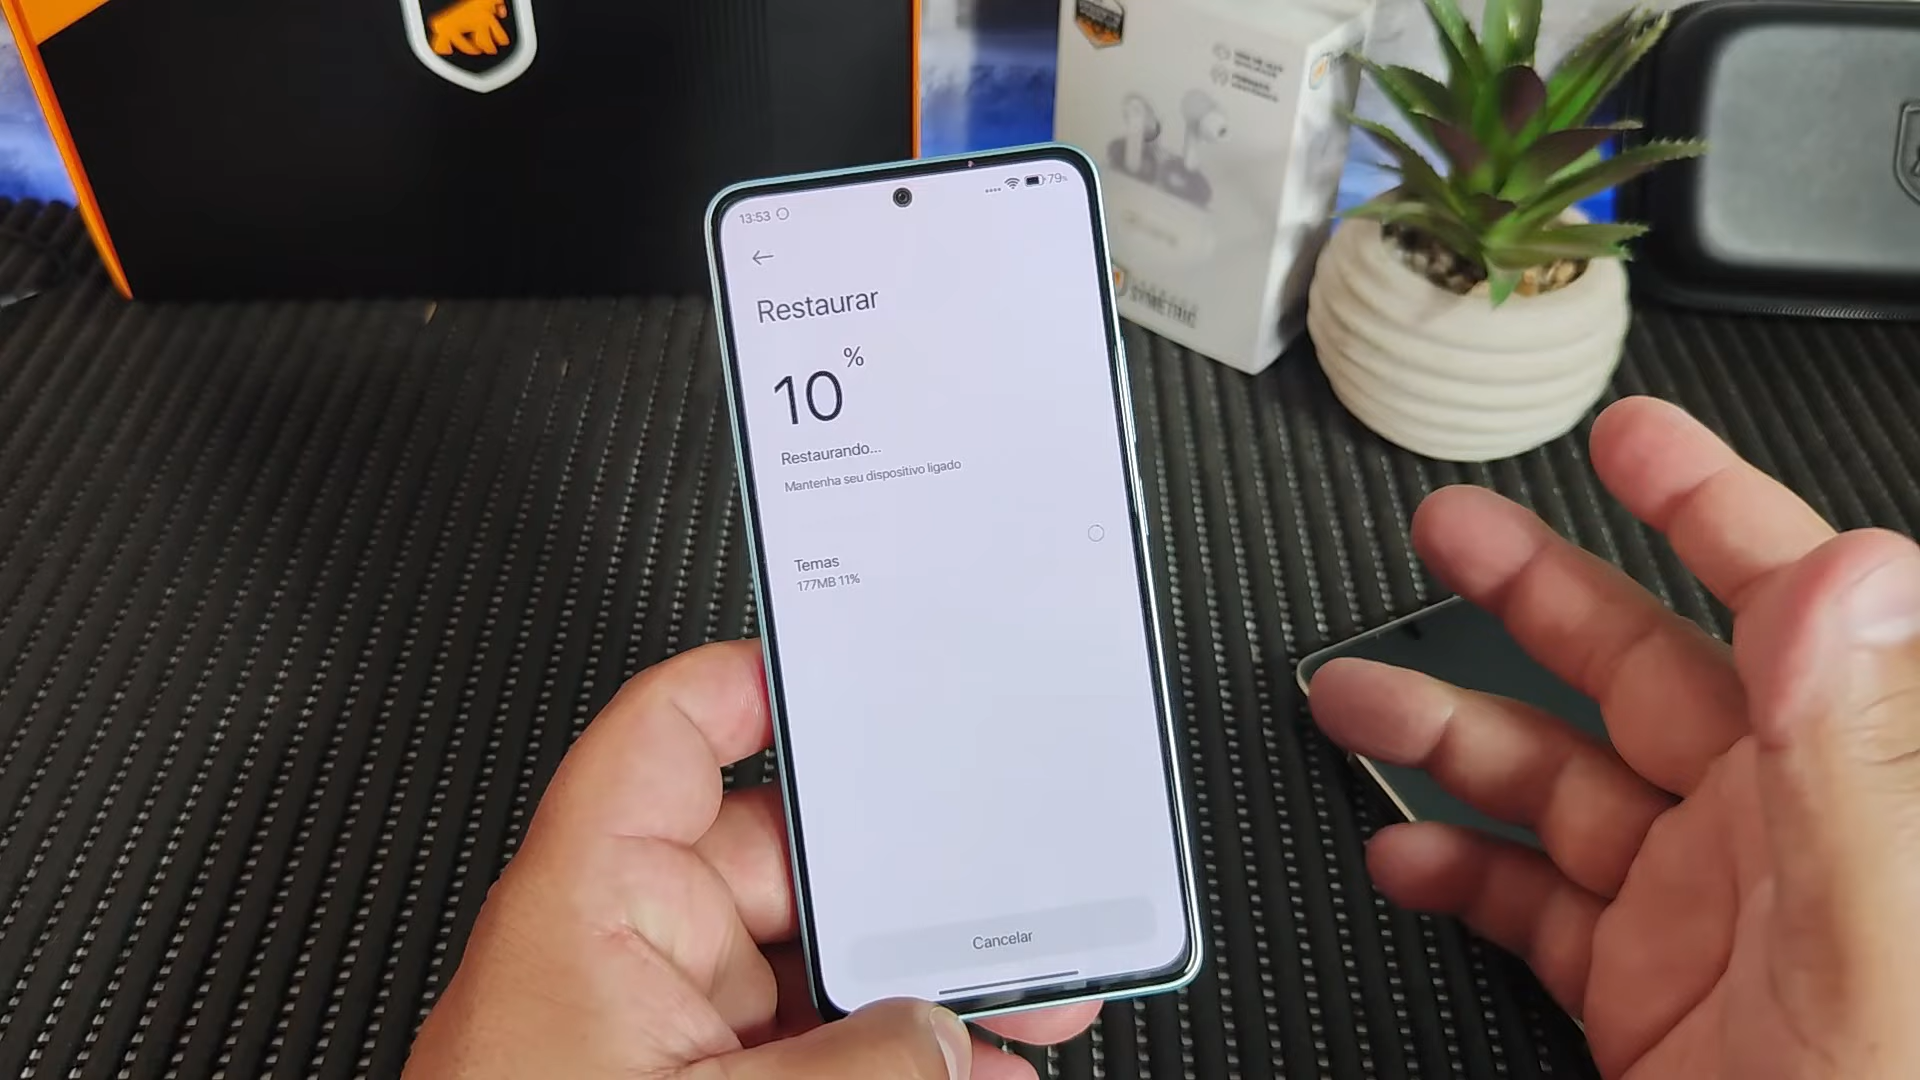 13:53
79%
Restaurar
10%
Restaurando...
Mantenha seu dispositivo ligado
Temas
177MB 11%
Cancelar